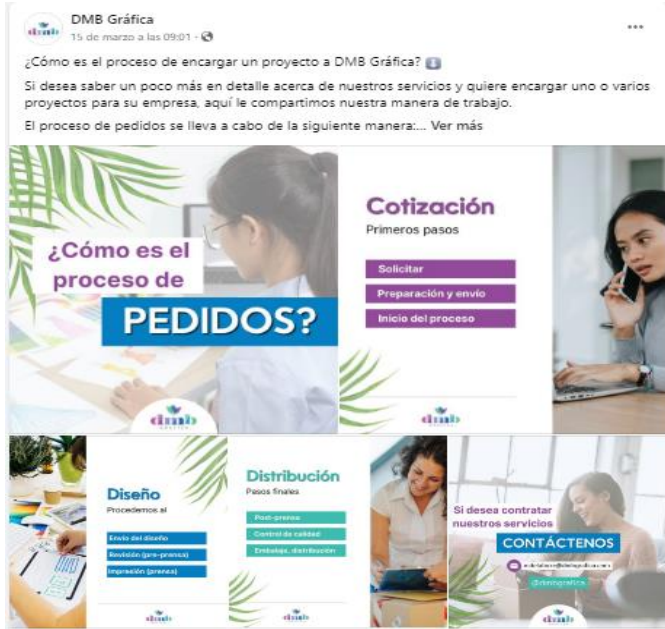 DMB Gráfica
15 de marzo a las 09:01 ·
¿Cómo es el proceso de encargar un proyecto a DMB Gráfica?
Si desea saber un poco más en detalle acerca de nuestros servicios y quiere encargar uno o varios
proyectos para su empresa, aquí le compartimos nuestra manera de trabajo.
El proceso de pedidos se lleva a cabo de la siguiente manera:... Ver más
¿Cómo es el
proceso de
PEDIDOS?
dmb
Cotización
Primeros pasos
Solicitar
Preparación y envío
Inicio del proceso
dmb
Diseño
Procedemos al
Envío del diseño
Revisión (pre-prensa)
Impresión (prensa)
dmb
Distribución
Pasos finales
Post-prensa
Control de calidad
Embalaje, distribución
dmb
Si desea contratar
nuestros servicios
CONTÁCTENOS
@dmbgrafica
dmb